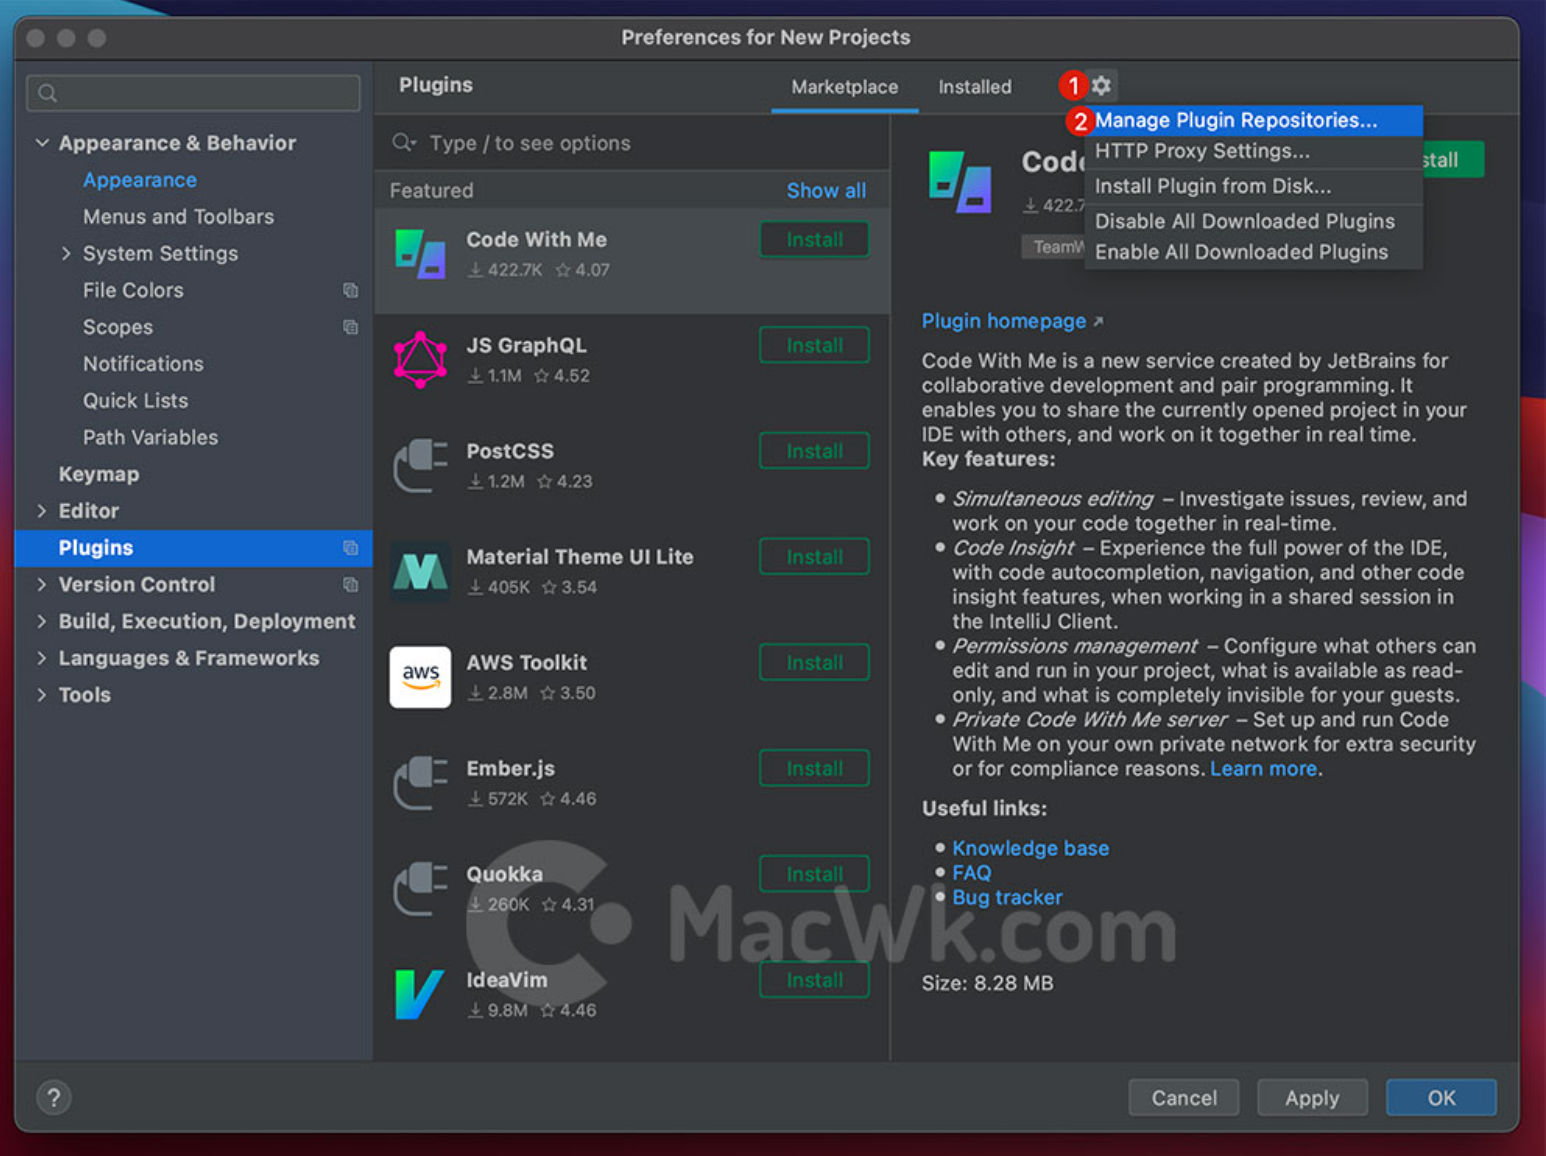 Preferences for New Projects
Appearance & Behavior
Appearance
Menus and Toolbars
System Settings
File Colors
Scopes
Notifications
Quick Lists
Path Variables
Keymap
Editor
Plugins
Version Control
Build, Execution, Deployment
Languages & Frameworks
Tools
?
Plugins
Marketplace
Installed
1
2
Manage Plugin Repositories...
HTTP Proxy Settings...
Install Plugin from Disk...
Disable All Downloaded Plugins
Enable All Downloaded Plugins
Type / to see options
Featured
Show all
Code With Me
422.7K 4.07
Install
JS GraphQL
1.1M 4.52
Install
PostCSS
1.2M 4.23
Install
Material Theme UI Lite
405K 3.54
Install
aws
AWS Toolkit
2.8M 3.50
Install
Ember.js
572K 4.46
Install
Quokka
260K 4.31
Install
IdeaVim
9.8M 4.46
Install
Code
422.7
TeamW
stall
Plugin homepage
Code With Me is a new service created by JetBrains for
collaborative development and pair programming. It
enables you to share the currently opened project in your
IDE with others, and work on it together in real time.
Key features:
Simultaneous editing – Investigate issues, review, and
work on your code together in real-time.
Code Insight – Experience the full power of the IDE,
with code autocompletion, navigation, and other code
insight features, when working in a shared session in
the IntelliJ Client.
Permissions management – Configure what others can
edit and run in your project, what is available as read-
only, and what is completely invisible for your guests.
Private Code With Me server – Set up and run Code
With Me on your own private network for extra security
or for compliance reasons. Learn more.
Useful links:
Knowledge base
FAQ
Bug tracker
MacWk.com
Size: 8.28 MB
Cancel
Apply
OK